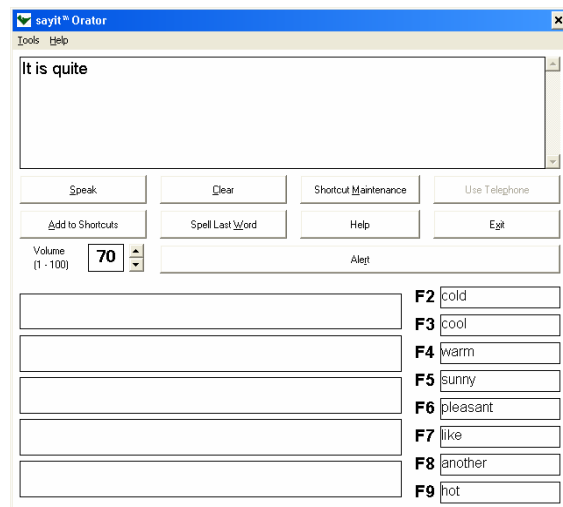 sayit™ Orator
Tools Help
It is quite
Speak Clear Shortcut Maintenance Use Telephone
Add to Shortcuts Spell Last Word Help Exit
Volume
(1 - 100) 70 Alert
F2 cold
F3 cool
F4 warm
F5 sunny
F6 pleasant
F7 like
F8 another
F9 hot